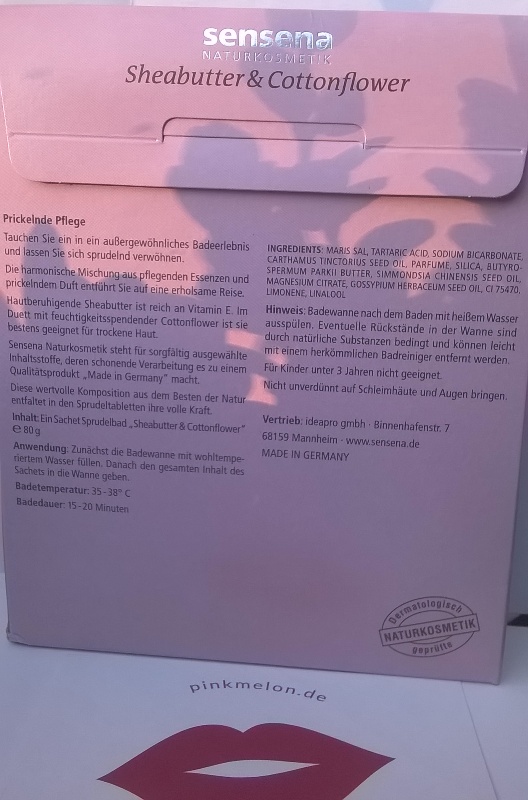 sensena
NATURKOSMETIK
Sheabutter & Cottonflower
Prickelnde Pflege
Tauchen Sie ein in ein außergewöhnliches Badeerlebnis
und lassen Sie sich sprudelnd verwöhnen.
Die harmonische Mischung aus pflegenden Essenzen und
prickelndem Duft entführt Sie auf eine erholsame Reise.
Hautberuhigende Sheabutter ist reich an Vitamin E. Im
Duett mit feuchtigkeitsspendender Cottonflower ist sie
bestens geeignet für trockene Haut.
Sensena Naturkosmetik steht für sorgfältig ausgewählte
Inhaltsstoffe, deren schonende Verarbeitung es zu einem
Qualitätsprodukt „Made in Germany" macht.
Diese wertvolle Komposition aus dem Besten der Natur
entfaltet in den Sprudeltabletten ihre volle Kraft.
Inhalt: Ein Sachet Sprudelbad „Sheabutter & Cottonflower"
℮ 80 g
Anwendung: Zunächst die Badewanne mit wohltempe-
riertem Wasser füllen. Danach den gesamten Inhalt des
Sachets in die Wanne geben.
Badetemperatur: 35-38° C
Badedauer: 15-20 Minuten
INGREDIENTS: MARIS SAL, TARTARIC ACID, SODIUM BICARBONATE,
CARTHAMUS TINCTORIUS SEED OIL, PARFUME, SILICA, BUTYRO-
SPERMUM PARKII BUTTER, SIMMONDSIA CHINENSIS SEED OIL,
MAGNESIUM CITRATE, GOSSYPIUM HERBACEUM SEED OIL, CI 75470,
LIMONENE, LINALOOL
Hinweis: Badewanne nach dem Baden mit heißem Wasser
ausspülen. Eventuelle Rückstände in der Wanne sind
durch natürliche Substanzen bedingt und können leicht
mit einem herkömmlichen Badreiniger entfernt werden.
Für Kinder unter 3 Jahren nicht geeignet.
Nicht unverdünnt auf Schleimhäute und Augen bringen.
Vertrieb: ideapro gmbh · Binnenhafenstr. 7
68159 Mannheim · www.sensena.de
MADE IN GERMANY
Dermatologisch
NATURKOSMETIK
geprüfte
pinkmelon.de